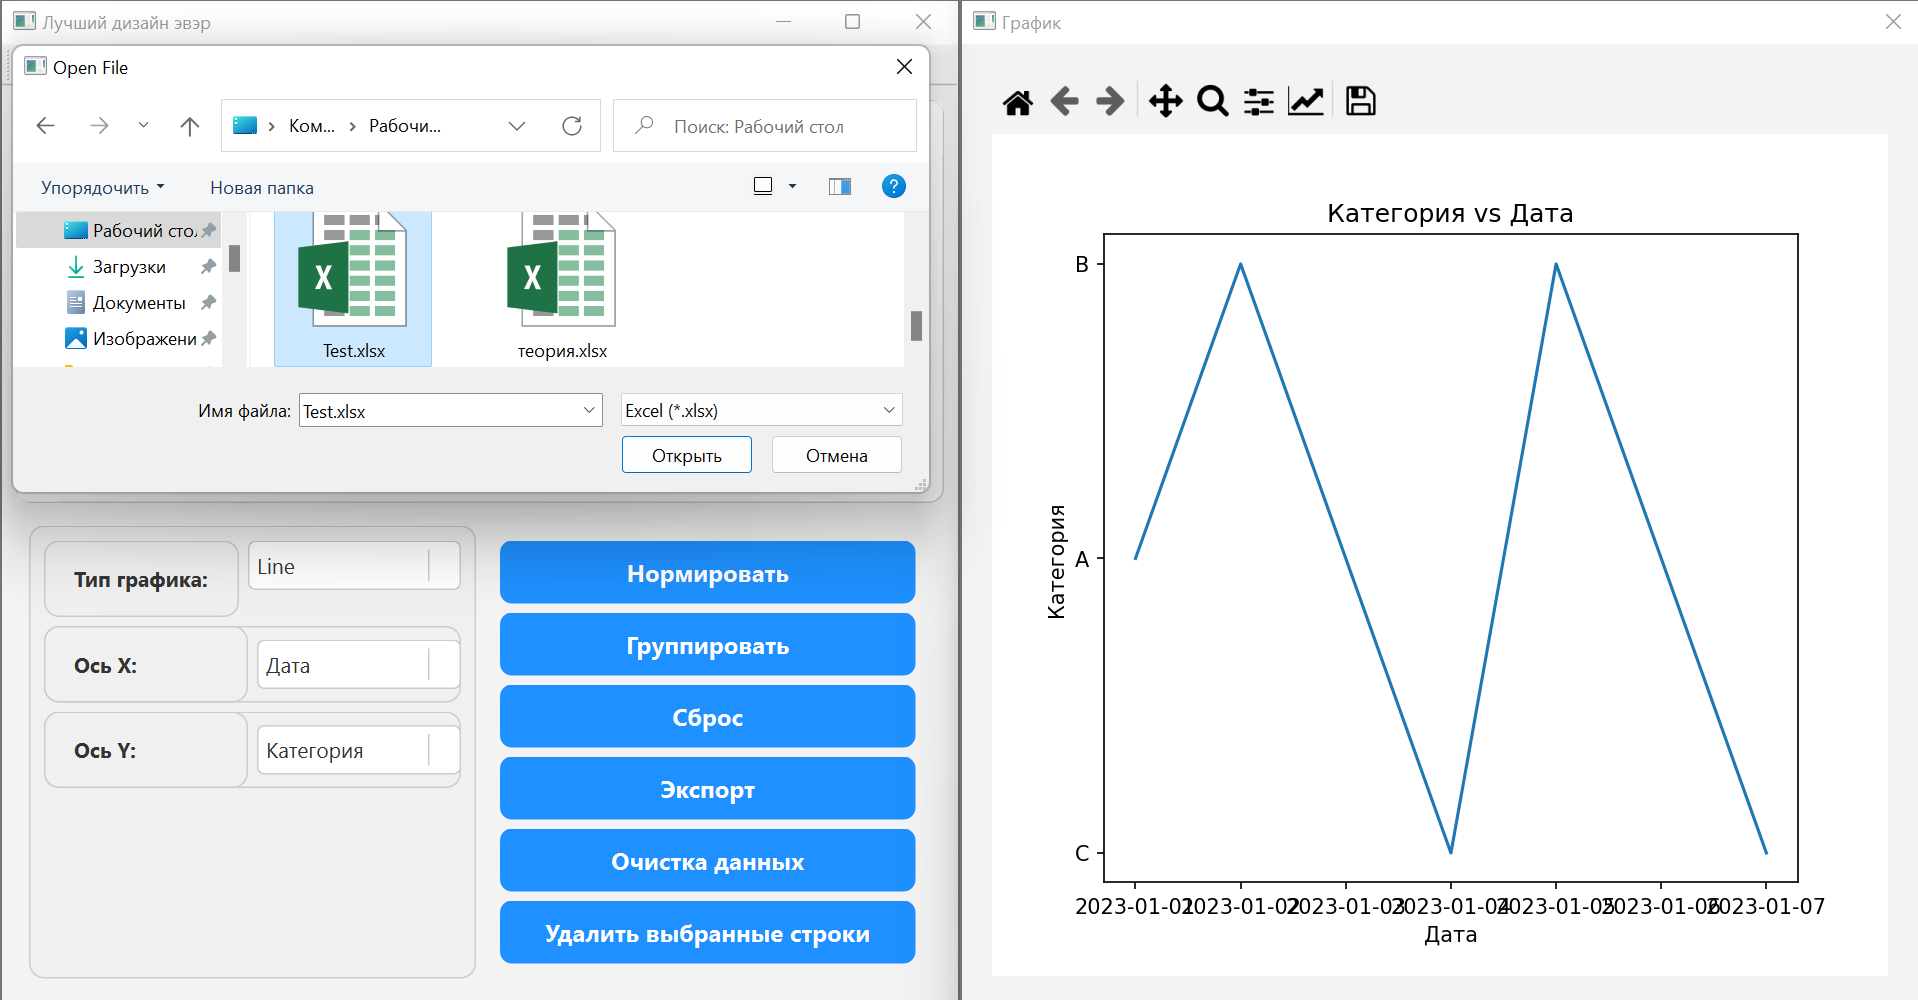 Лучший дизайн эвэр
Open File
Ком...
Рабочи...
Поиск: Рабочий стол
Упорядочить
Новая папка
?
Рабочий сто
Загрузки
Документы
Изображени
X
Test.xlsx
X
теория.xlsx
Имя файла:
Test.xlsx
Excel (*.xlsx)
Открыть
Отмена
Тип графика:
Line
Ось X:
Дата
Ось Y:
Категория
Нормировать
Группировать
Сброс
Экспорт
Очистка данных
Удалить выбранные строки
График
Категория vs Дата
B
A
C
Категория
2023-01-01
2023-01-02
2023-01-03
2023-01-04
2023-01-05
2023-01-06
2023-01-07
Дата